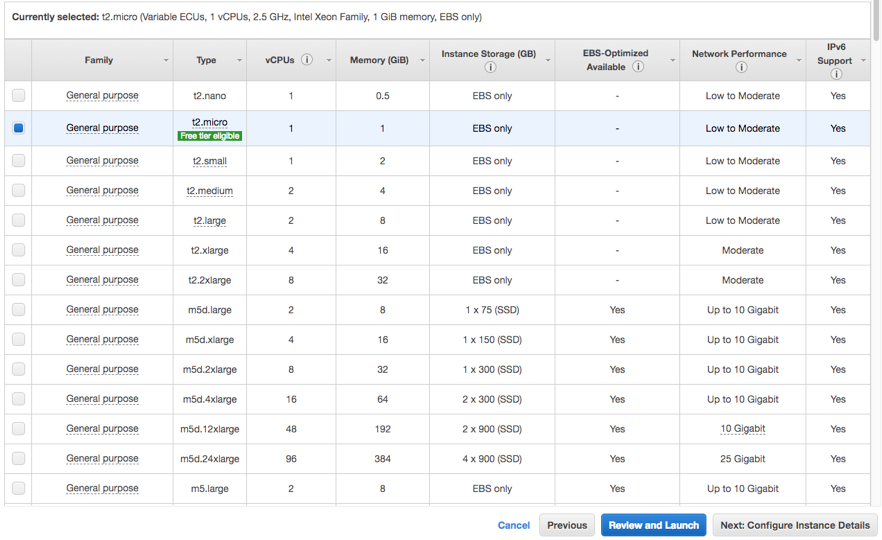 Currently selected: t2.micro (Variable ECUs, 1 vCPUs, 2.5 GHz, Intel Xeon Family, 1 GiB memory, EBS only)
Family Type vCPUs i Memory (GiB) Instance Storage (GB) i EBS-Optimized Available i Network Performance i IPv6 Support i
General purpose t2.nano 1 0.5 EBS only - Low to Moderate Yes
General purpose t2.micro Free tier eligible 1 1 EBS only - Low to Moderate Yes
General purpose t2.small 1 2 EBS only - Low to Moderate Yes
General purpose t2.medium 2 4 EBS only - Low to Moderate Yes
General purpose t2.large 2 8 EBS only - Low to Moderate Yes
General purpose t2.xlarge 4 16 EBS only - Moderate Yes
General purpose t2.2xlarge 8 32 EBS only - Moderate Yes
General purpose m5d.large 2 8 1 x 75 (SSD) Yes Up to 10 Gigabit Yes
General purpose m5d.xlarge 4 16 1 x 150 (SSD) Yes Up to 10 Gigabit Yes
General purpose m5d.2xlarge 8 32 1 x 300 (SSD) Yes Up to 10 Gigabit Yes
General purpose m5d.4xlarge 16 64 2 x 300 (SSD) Yes Up to 10 Gigabit Yes
General purpose m5d.12xlarge 48 192 2 x 900 (SSD) Yes 10 Gigabit Yes
General purpose m5d.24xlarge 96 384 4 x 900 (SSD) Yes 25 Gigabit Yes
General purpose m5.large 2 8 EBS only Yes Up to 10 Gigabit Yes
Cancel Previous Review and Launch Next: Configure Instance Details